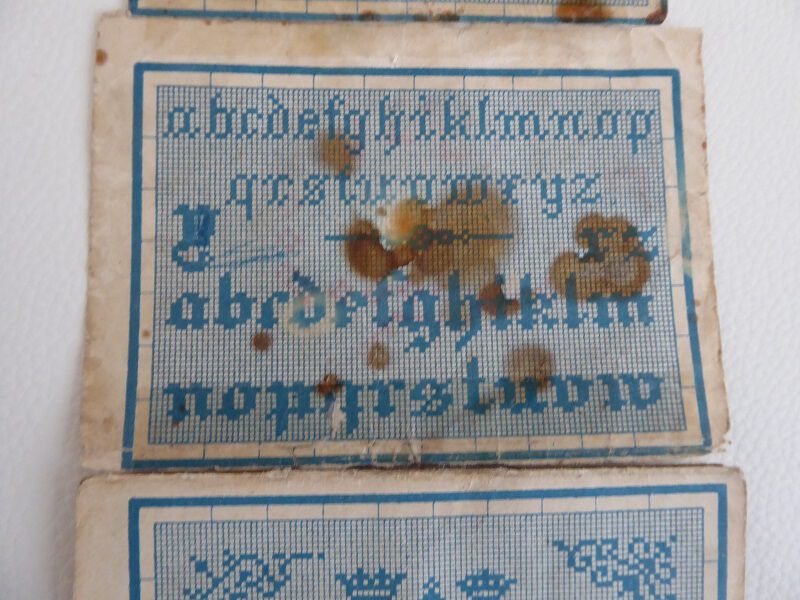 abcdefghiklmnop
qrstuvwxyz
y
abcdefghiklm
nopqrstuvw